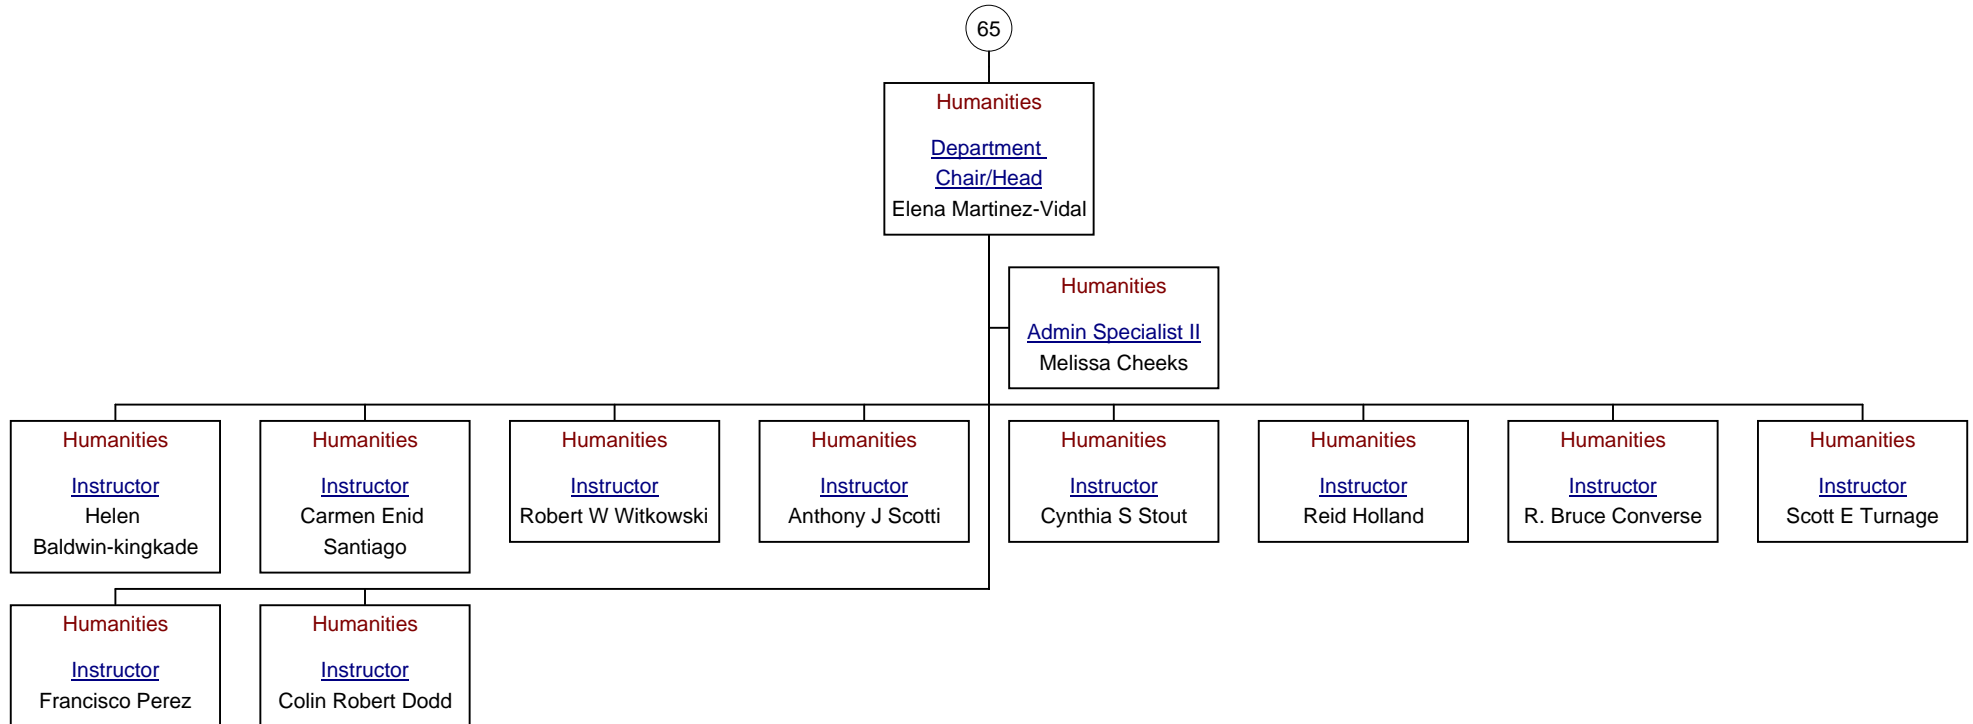 65
Humanities
Department
Chair/Head
Elena Martinez-Vidal
Humanities
Admin Specialist II
Melissa Cheeks
Humanities
Instructor
Helen
Baldwin-kingkade
Humanities
Instructor
Carmen Enid
Santiago
Humanities
Instructor
Robert W Witkowski
Humanities
Instructor
Anthony J Scotti
Humanities
Instructor
Cynthia S Stout
Humanities
Instructor
Reid Holland
Humanities
Instructor
R. Bruce Converse
Humanities
Instructor
Scott E Turnage
Humanities
Instructor
Francisco Perez
Humanities
Instructor
Colin Robert Dodd